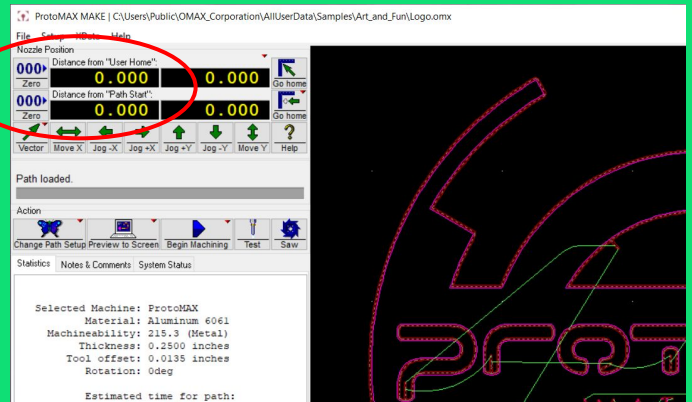 ProtoMAX MAKE | C:\Users\Public\OMAX_Corporation\AllUserData\Samples\Art_and_Fun\Logo.omx
File Setup XData Help
Nozzle Position
Distance from "User Home":
000 0.000 0.000
Zero Go home
Distance from "Path Start":
000 0.000 0.000
Zero Go home
Vector Move X Jog -X Jog +X Jog +Y Jog -Y Move Y Help
Path loaded.
Action
Change Path Setup Preview to Screen Begin Machining Test Saw
Statistics Notes & Comments System Status
Selected Machine: ProtoMAX
Material: Aluminum 6061
Machineability: 215.3 (Metal)
Thickness: 0.2500 inches
Tool offset: 0.0135 inches
Rotation: 0deg
Estimated time for path: